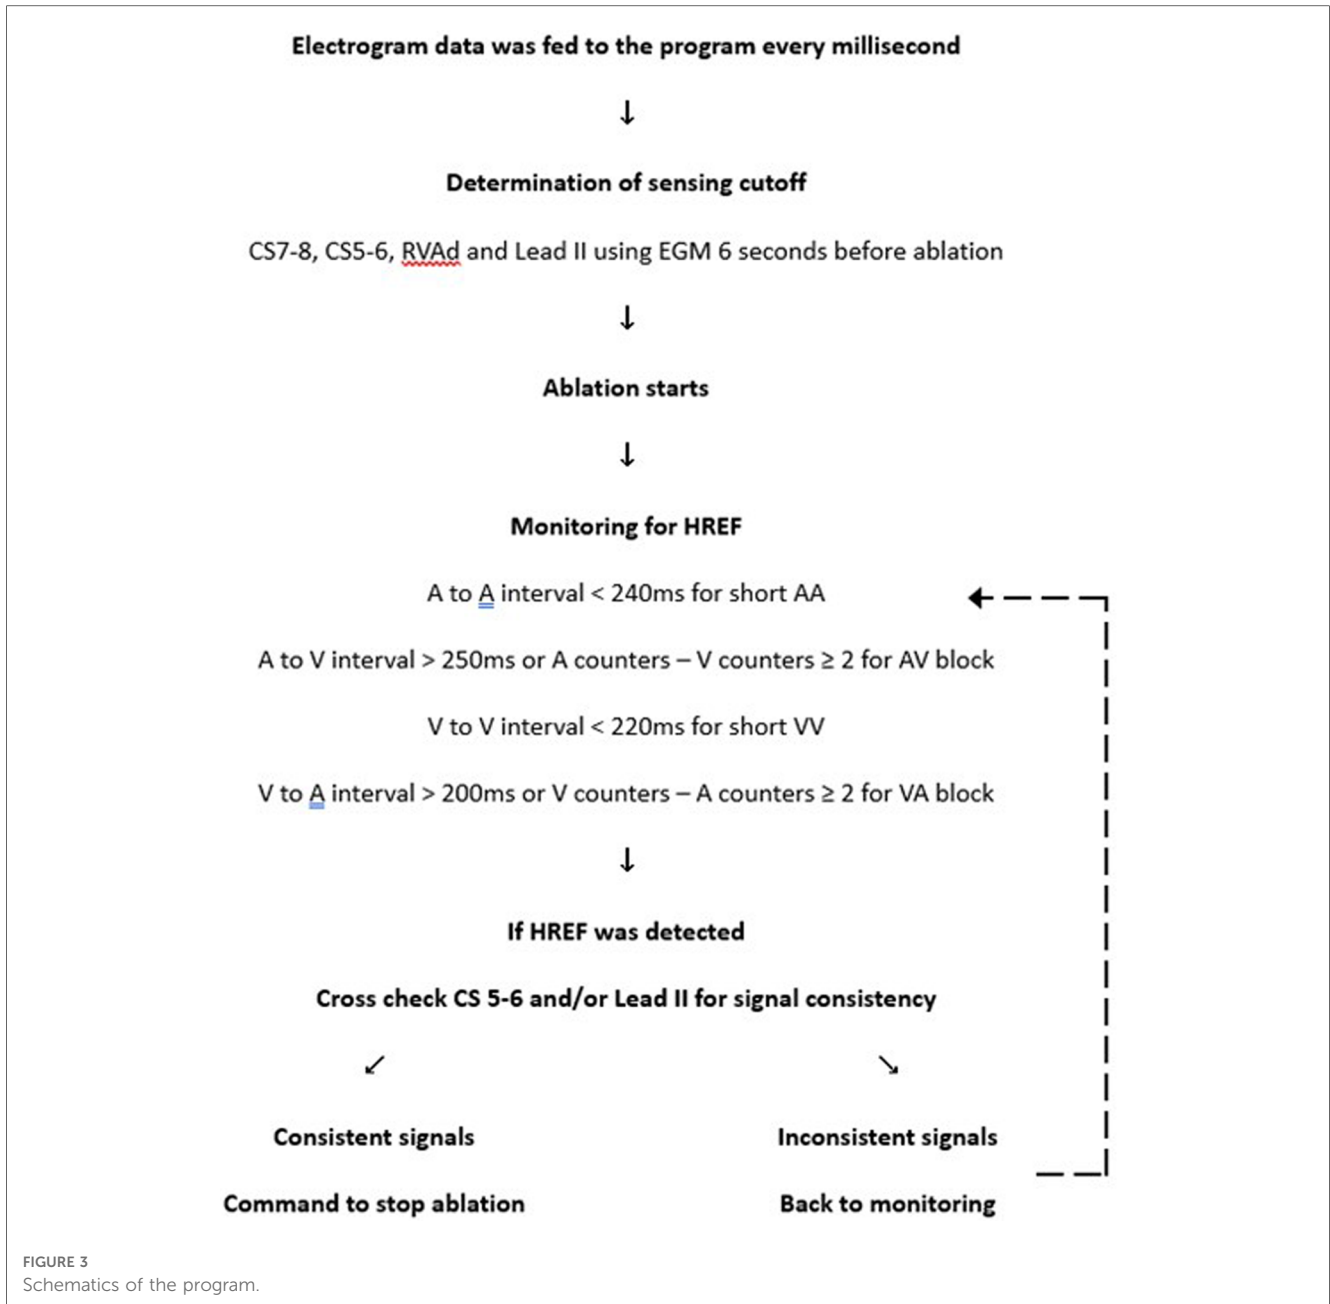 Electrogram data was fed to the program every millisecond
↓
Determination of sensing cutoff
CS7-8, CS5-6, RVAd and Lead II using EGM 6 seconds before ablation
↓
Ablation starts
↓
Monitoring for HREF
A to A interval < 240ms for short AA
A to V interval > 250ms or A counters – V counters ≥ 2 for AV block
V to V interval < 220ms for short VV
V to A interval > 200ms or V counters – A counters ≥ 2 for VA block
↓
If HREF was detected
Cross check CS 5-6 and/or Lead II for signal consistency
↙ ↘
Consistent signals Inconsistent signals
Command to stop ablation Back to monitoring
FIGURE 3
Schematics of the program.